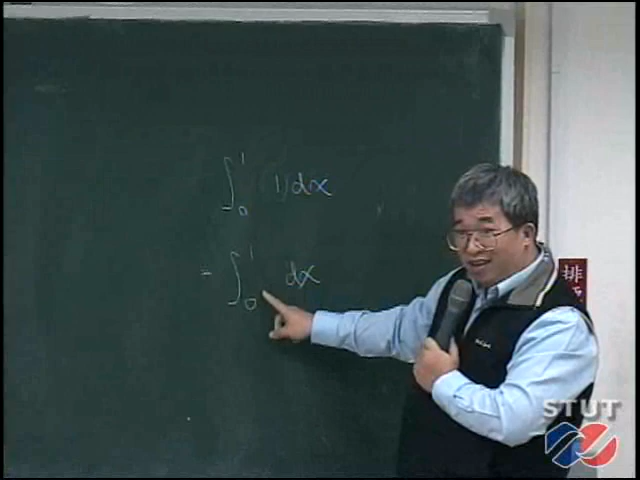 ∫₀¹ (1)dx
= ∫₀¹ dx
排
STUT